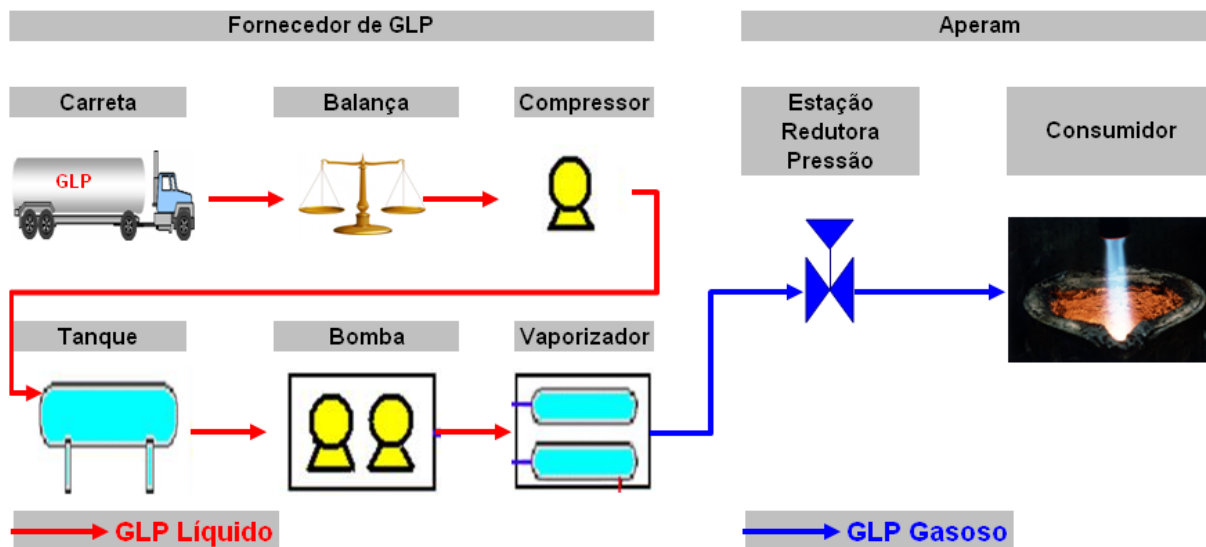 Fornecedor de GLP
Aperam
Carreta
Balança
Compressor
Estação
Redutora
Pressão
Consumidor
GLP
Tanque
Bomba
Vaporizador
GLP Líquido
GLP Gasoso